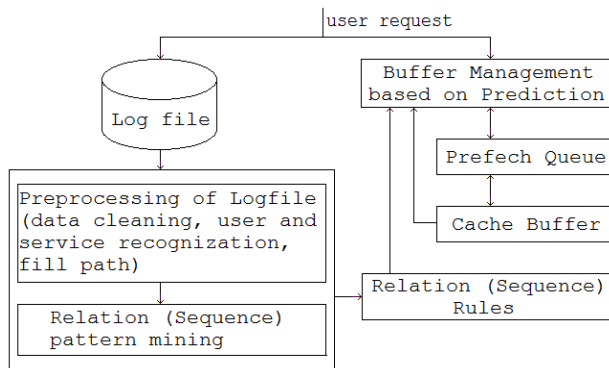 user request
Log file
Preprocessing of Logfile
(data cleaning, user and
service recognization,
fill path)
Relation (Sequence)
pattern mining
Buffer Management
based on Prediction
Prefech Queue
Cache Buffer
Relation (Sequence)
Rules